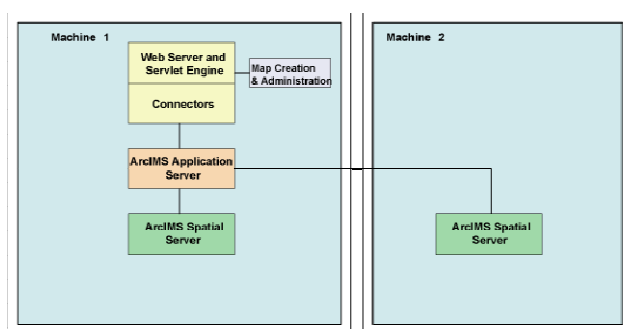 Machine 1
Web Server and
Servlet Engine
Map Creation
& Administration
Connectors
ArcIMS Application
Server
ArcIMS Spatial
Server
Machine 2
ArcIMS Spatial
Server